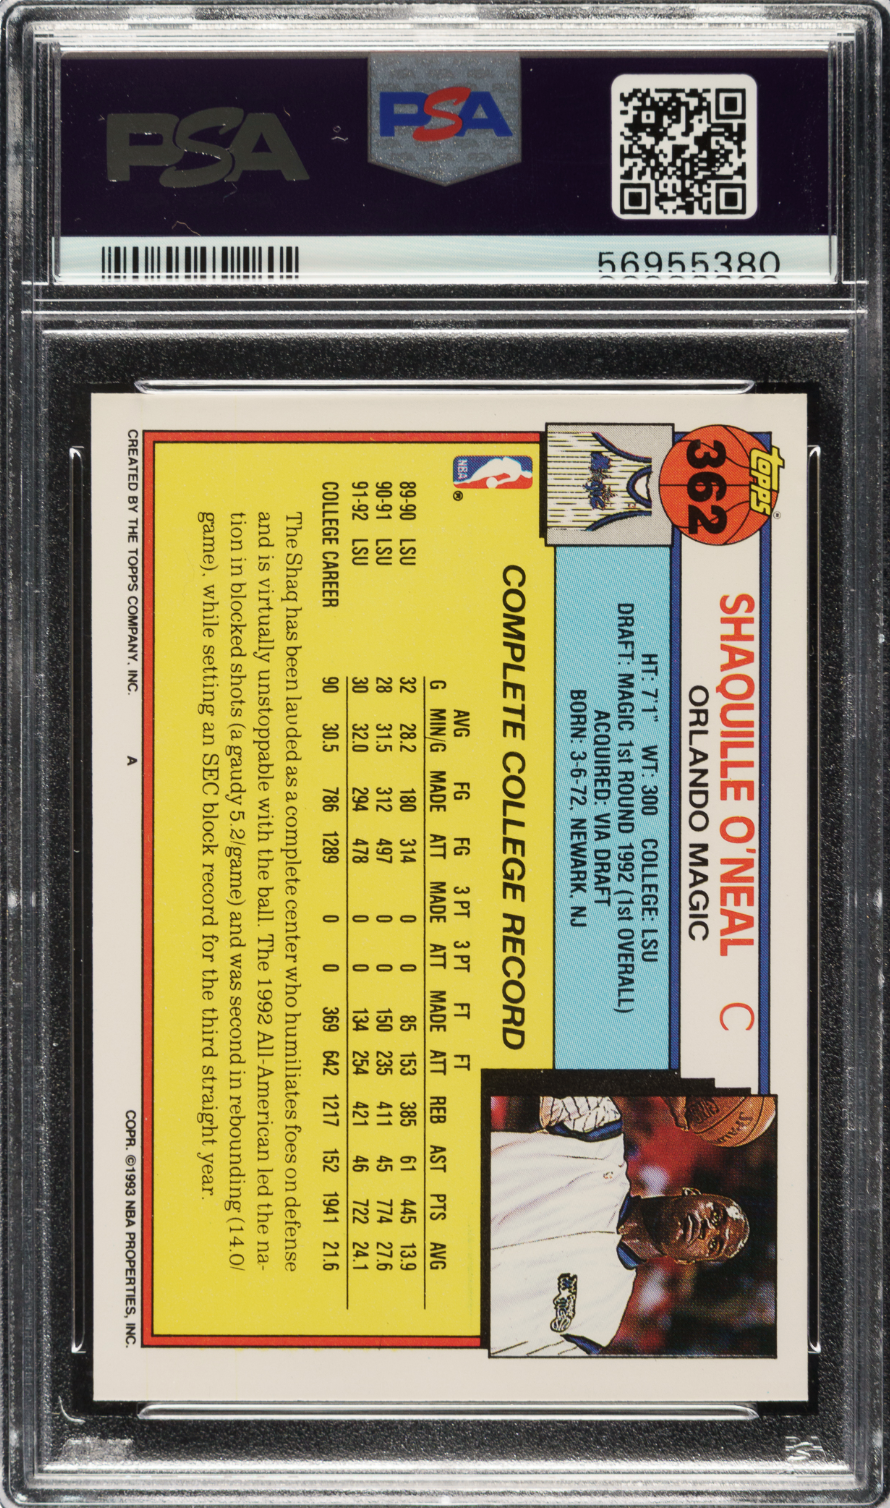 PSA
PSA
56955380
topps®
362
SHAQUILLE O'NEAL C
ORLANDO MAGIC
HT: 7'1" WT: 300 COLLEGE: LSU
DRAFT: MAGIC 1st ROUND 1992 (1st OVERALL)
ACQUIRED: VIA DRAFT
BORN: 3-6-72, NEWARK, NJ
Magic
NBA ®
COMPLETE COLLEGE RECORD
AVG FG FG 3 PT 3 PT FT FT
G MIN/G MADE ATT MADE ATT MADE ATT REB AST PTS AVG
89-90 LSU 32 28.2 180 314 0 0 85 153 385 61 445 13.9
90-91 LSU 28 31.5 312 497 0 0 150 235 411 45 774 27.6
91-92 LSU 30 32.0 294 478 0 0 134 254 421 46 722 24.1
COLLEGE CAREER 90 30.5 786 1289 0 0 369 642 1217 152 1941 21.6
The Shaq has been lauded as a complete center who humiliates foes on defense
and is virtually unstoppable with the ball. The 1992 All-American led the na-
tion in blocked shots (a gaudy 5.2/game) and was second in rebounding (14.0/
game), while setting an SEC block record for the third straight year.
CREATED BY THE TOPPS COMPANY, INC. A COPR. ©1993 NBA PROPERTIES, INC.